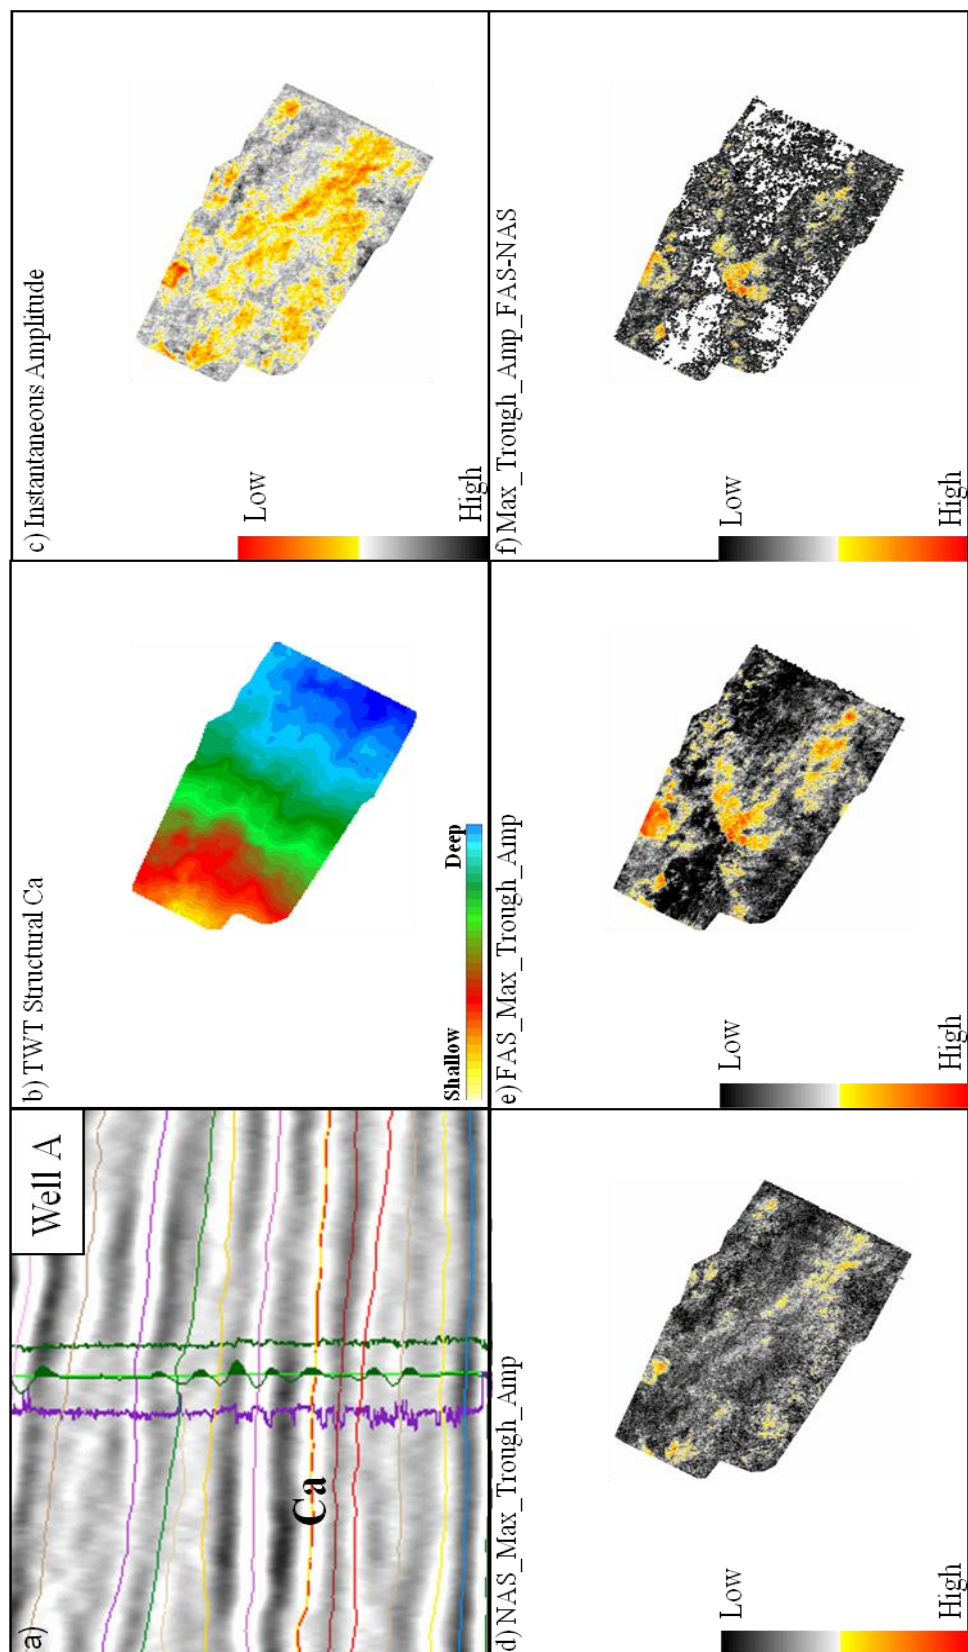 a)
Well A
Ca
b) TWT Structural Ca
Shallow
Deep
c) Instantaneous Amplitude
Low
High
d) NAS_Max_Trough_Amp
Low
High
e) FAS_Max_Trough_Amp
Low
High
f) Max_Trough_Amp_FAS-NAS
Low
High